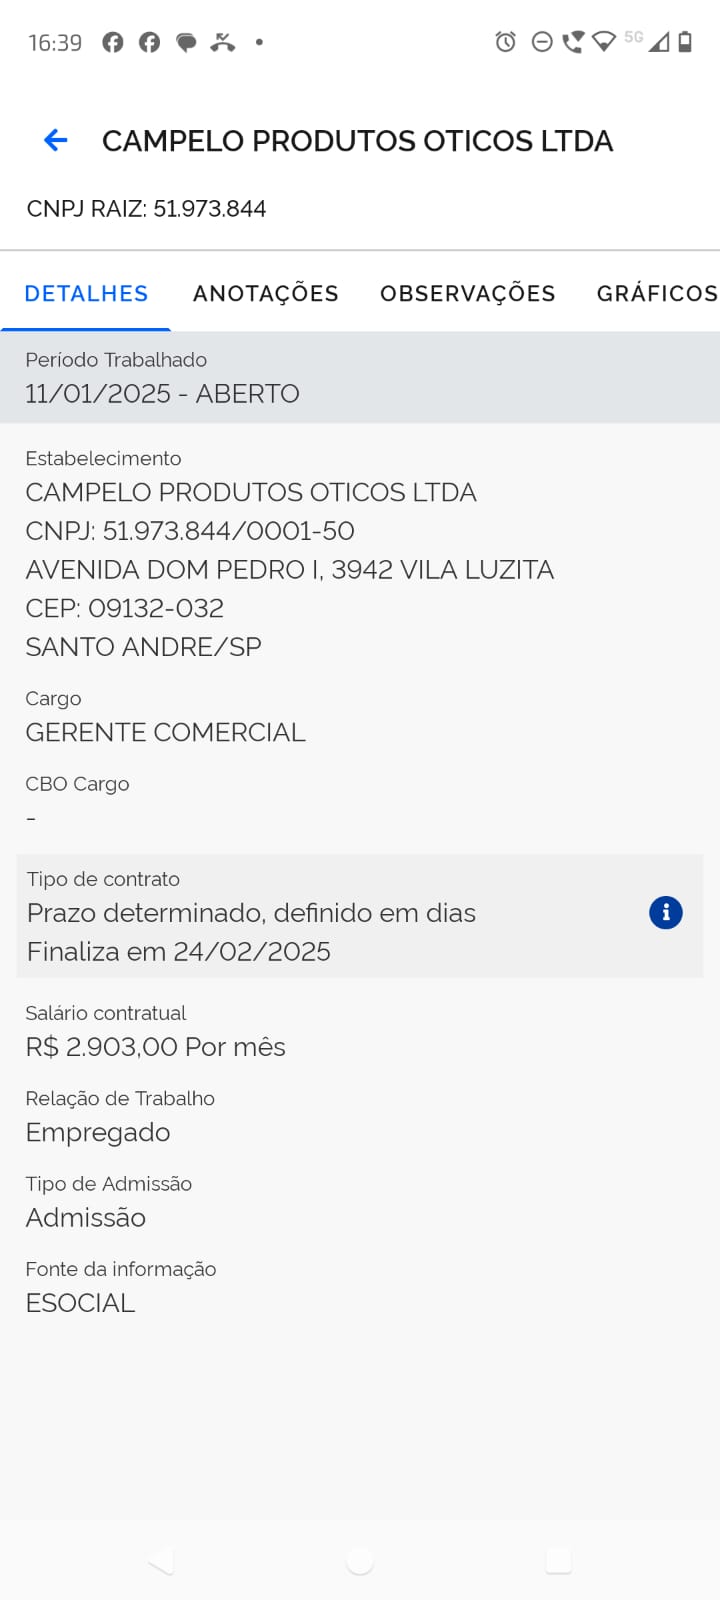 16:39
5G
CAMPELO PRODUTOS OTICOS LTDA
CNPJ RAIZ: 51.973.844
DETALHES ANOTAÇÕES OBSERVAÇÕES GRÁFICOS
Período Trabalhado
11/01/2025 - ABERTO
Estabelecimento
CAMPELO PRODUTOS OTICOS LTDA
CNPJ: 51.973.844/0001-50
AVENIDA DOM PEDRO I, 3942 VILA LUZITA
CEP: 09132-032
SANTO ANDRE/SP
Cargo
GERENTE COMERCIAL
CBO Cargo
-
Tipo de contrato
Prazo determinado, definido em dias
Finaliza em 24/02/2025
Salário contratual
R$ 2.903,00 Por mês
Relação de Trabalho
Empregado
Tipo de Admissão
Admissão
Fonte da informação
ESOCIAL